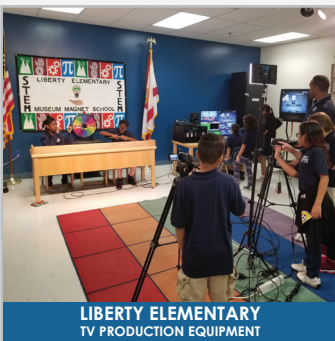 LIBERTY ELEMENTARY
STEM
STEM
MUSEUM MAGNET SCHOOL
LIBERTY ELEMENTARY
TV PRODUCTION EQUIPMENT